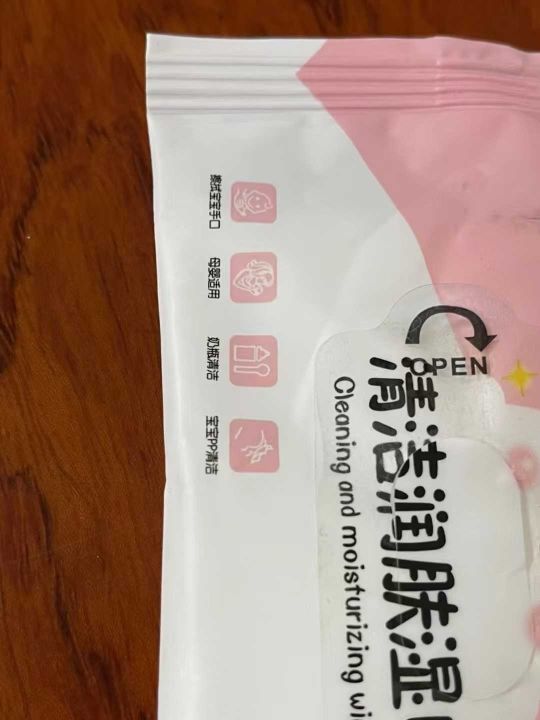 擦拭宝宝手口
母婴适用
奶瓶清洁
宝宝PP清洁
OPEN
清洁润肤湿
Cleaning and moisturizing wi